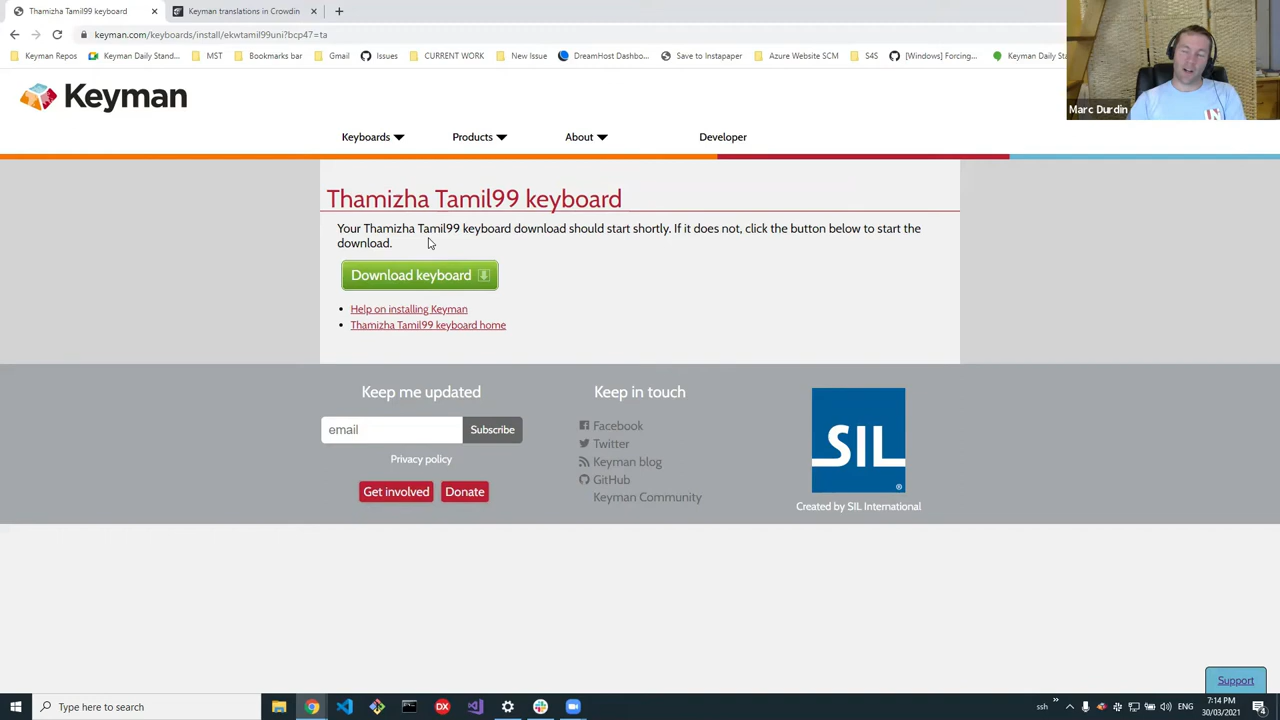 Thamizha Tamil99 keyboard
Keyman translations in Crowdin
keyman.com/keyboards/install/ekwtamil99uni?bcp47=ta
Keyman Repos
Keyman Daily Stand...
MST
Bookmarks bar
Gmail
Issues
CURRENT WORK
New Issue
DreamHost Dashbo...
Save to Instapaper
Azure Website SCM
S4S
[Windows] Forcing...
Keyman Daily Sta
Marc Durdin
Keyman
Keyboards
Products
About
Developer
Thamizha Tamil99 keyboard
Your Thamizha Tamil99 keyboard download should start shortly. If it does not, click the button below to start the
download.
Download keyboard
Help on installing Keyman
Thamizha Tamil99 keyboard home
Keep me updated
email
Subscribe
Privacy policy
Get involved
Donate
Keep in touch
Facebook
Twitter
Keyman blog
GitHub
Keyman Community
SIL
®
Created by SIL International
Support
Type here to search
DX
ssh
ENG
7:14 PM
30/03/2021
4